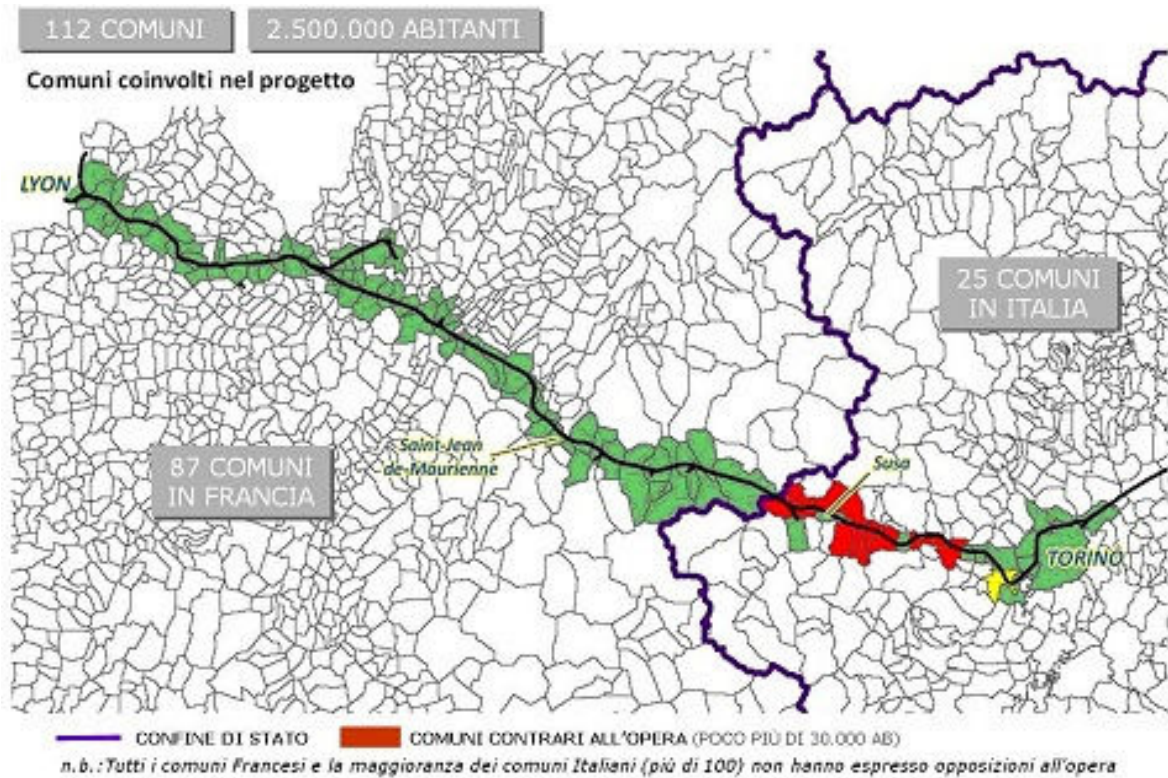 112 COMUNI
2.500.000 ABITANTI
Comuni coinvolti nel progetto
LYON
25 COMUNI
IN ITALIA
Saint-Jean
de-Maurienne
87 COMUNI
IN FRANCIA
Susa
TORINO
CONFINE DI STATO
COMUNI CONTRARI ALL'OPERA (POCO PIÙ DI 30.000 AB)
n.b.:Tutti i comuni Francesi e la maggioranza dei comuni Italiani (più di 100) non hanno espresso opposizioni all'opera